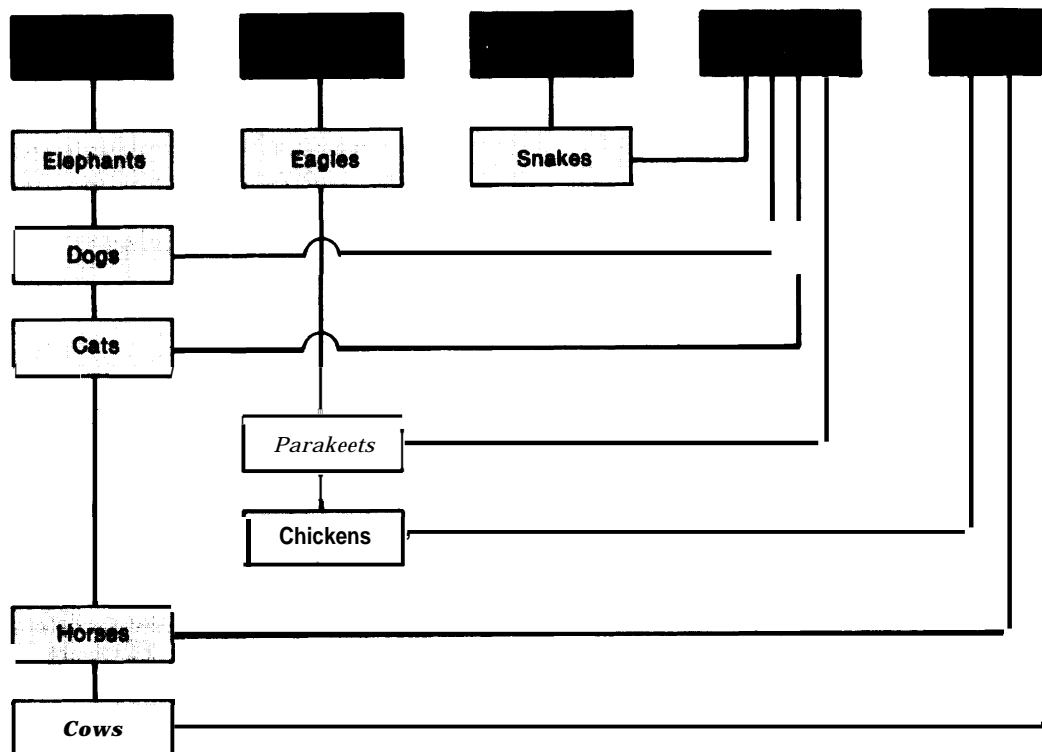 Elephants
Eagles
Snakes
Dogs
Cats
Parakeets
Chickens
Horses
Cows